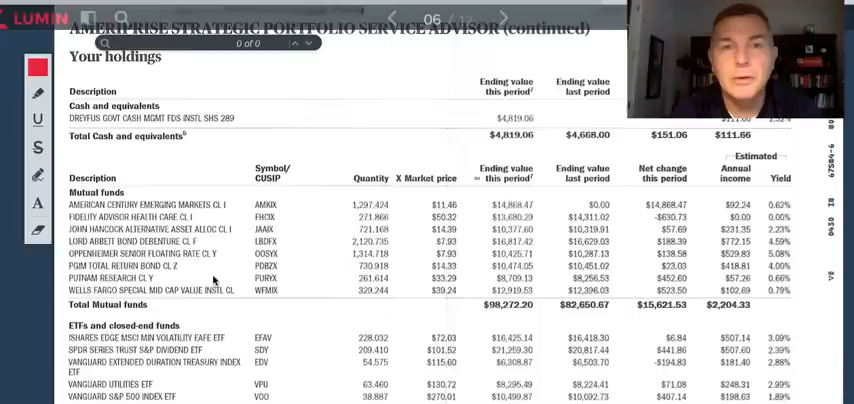 LUMIN
06 / 12
AMERIPRISE STRATEGIC PORTFOLIO SERVICE ADVISOR (continued)
0 of 0
Your holdings
Description Ending value this period⁷ Ending value last period
Cash and equivalents
DREYFUS GOVT CASH MGMT FDS INSTL SHS 289 $4,819.06 $111.66 2.32%
Total Cash and equivalents⁵ $4,819.06 $4,668.00 $151.06 $111.66
Estimated
Description Symbol/CUSIP Quantity X Market price = Ending value this period⁷ Ending value last period Net change this period Annual income Yield
Mutual funds
AMERICAN CENTURY EMERGING MARKETS CL I AMKIX 1,297.424 $11.46 $14,868.47 $0.00 $14,868.47 $92.24 0.62%
FIDELITY ADVISOR HEALTH CARE CL I FHCIX 271.866 $50.32 $13,680.29 $14,311.02 -$630.73 $0.00 0.00%
JOHN HANCOCK ALTERNATIVE ASSET ALLOC CL I JAAIX 721.168 $14.39 $10,377.60 $10,319.91 $57.69 $231.35 2.23%
LORD ABBETT BOND DEBENTURE CL F LBDFX 2,120.735 $7.93 $16,817.42 $16,629.03 $188.39 $772.15 4.59%
OPPENHEIMER SENIOR FLOATING RATE CL Y OOSYX 1,314.718 $7.93 $10,425.71 $10,287.13 $138.58 $529.83 5.08%
PGIM TOTAL RETURN BOND CL Z PDBZX 730.918 $14.33 $10,474.05 $10,451.02 $23.03 $418.81 4.00%
PUTNAM RESEARCH CL Y PURYX 261.614 $33.29 $8,709.13 $8,256.53 $452.60 $57.26 0.66%
WELLS FARGO SPECIAL MID CAP VALUE INSTL CL WFMIX 329.244 $39.24 $12,919.53 $12,396.03 $523.50 $102.69 0.79%
Total Mutual funds $98,272.20 $82,650.67 $15,621.53 $2,204.33
ETFs and closed-end funds
ISHARES EDGE MSCI MIN VOLATILITY EAFE ETF EFAV 228.032 $72.03 $16,425.14 $16,418.30 $6.84 $507.14 3.09%
SPDR SERIES TRUST S&P DIVIDEND ETF SDY 209.410 $101.52 $21,259.30 $20,817.44 $441.86 $507.60 2.39%
VANGUARD EXTENDED DURATION TREASURY INDEX EDV 54.575 $115.60 $6,308.87 $6,503.70 -$194.83 $181.40 2.88%
ETF
VANGUARD UTILITIES ETF VPU 63.460 $130.72 $8,295.49 $8,224.41 $71.08 $248.31 2.99%
VANGUARD S&P 500 INDEX ETF VOO 38.887 $270.01 $10,499.87 $10,092.73 $407.14 $198.63 1.89%